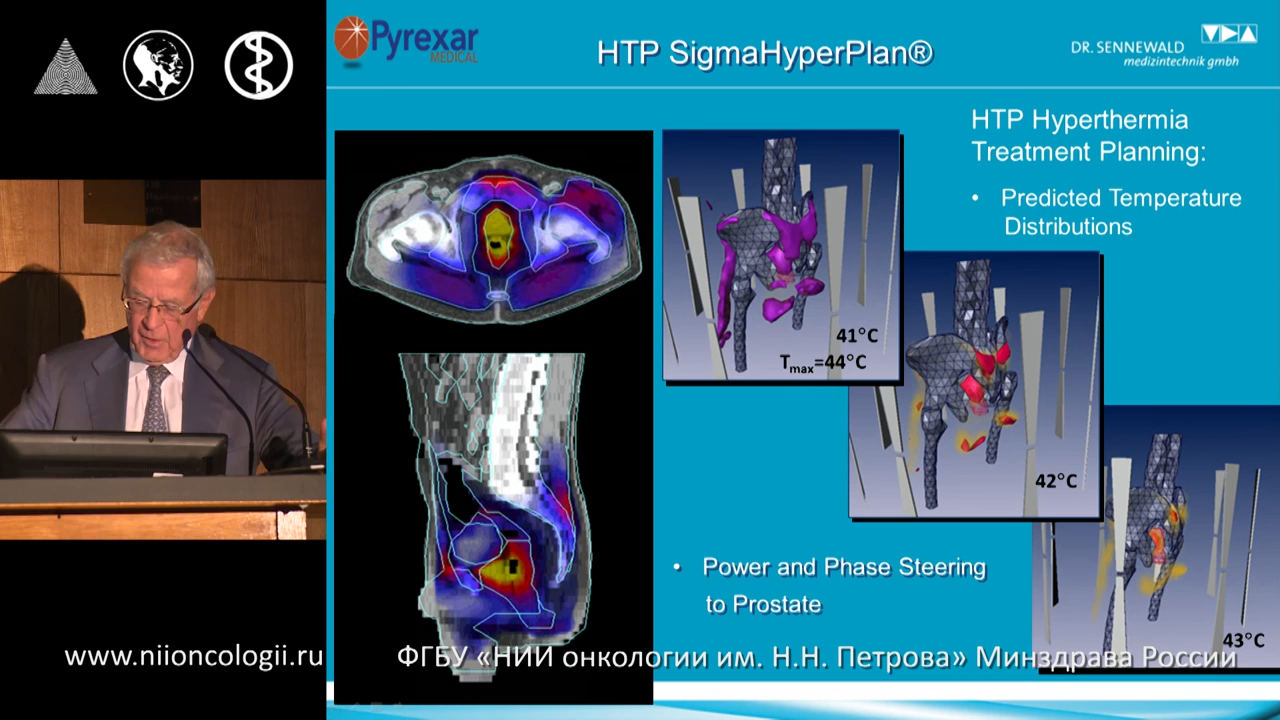 Pyrexar
MEDICAL
HTP SigmaHyperPlan®
DR. SENNEWALD
medizintechnik gmbh
HTP Hyperthermia
Treatment Planning:
• Predicted Temperature
Distributions
41°C
Tmax=44°C
42°C
43°C
• Power and Phase Steering
to Prostate
www.niioncologii.ru
ФГБУ «НИИ онкологии им. Н.Н. Петрова» Минздрава России